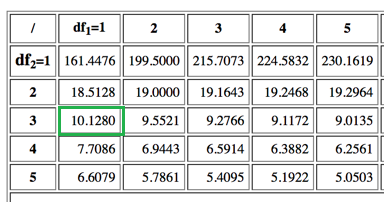 / df1=1 2 3 4 5
df2=1 161.4476 199.5000 215.7073 224.5832 230.1619
2 18.5128 19.0000 19.1643 19.2468 19.2964
3 10.1280 9.5521 9.2766 9.1172 9.0135
4 7.7086 6.9443 6.5914 6.3882 6.2561
5 6.6079 5.7861 5.4095 5.1922 5.0503